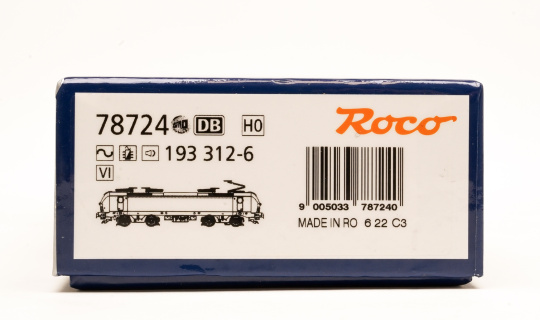 78724 DB H0
Roco
193 312-6
VI
9 005033 787240
MADE IN RO 6 22 C3